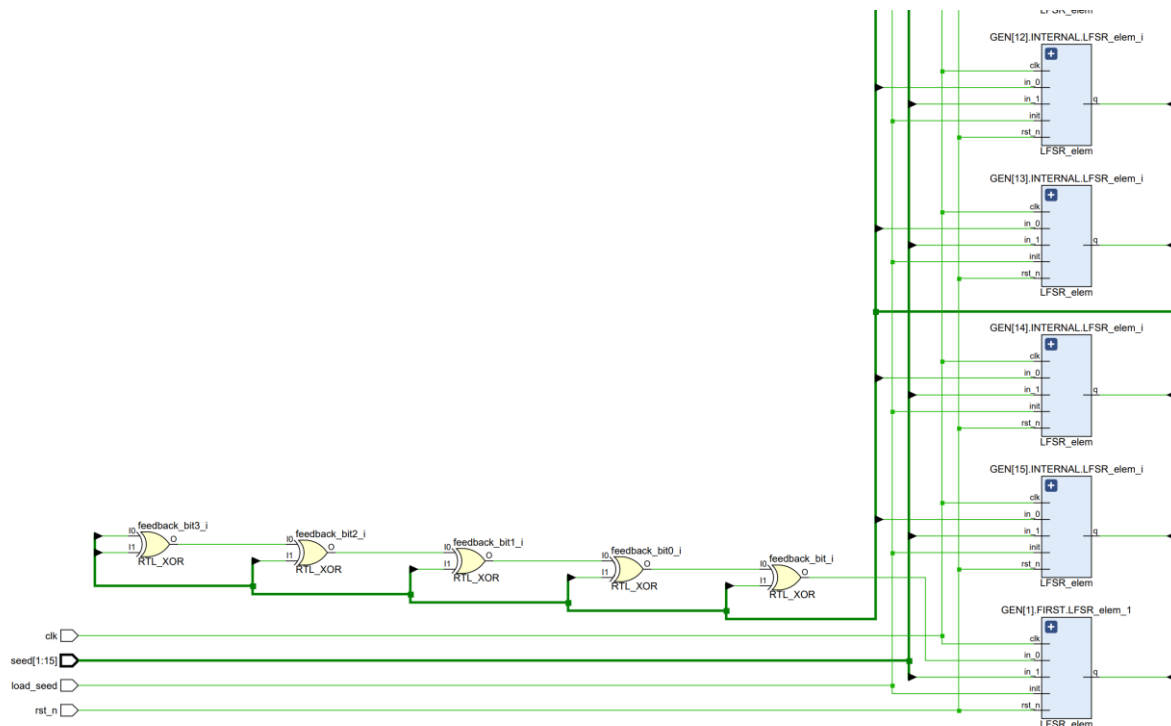 LFSR_elem
GEN[12].INTERNAL.LFSR_elem_i
clk
in_0
in_1
init
rst_n
q
LFSR_elem
GEN[13].INTERNAL.LFSR_elem_i
clk
in_0
in_1
init
rst_n
q
LFSR_elem
GEN[14].INTERNAL.LFSR_elem_i
clk
in_0
in_1
init
rst_n
q
LFSR_elem
GEN[15].INTERNAL.LFSR_elem_i
clk
in_0
in_1
init
rst_n
q
LFSR_elem
feedback_bit3_i
I0
I1
O
RTL_XOR
feedback_bit2_i
I0
I1
O
RTL_XOR
feedback_bit1_i
I0
I1
O
RTL_XOR
feedback_bit0_i
I0
I1
O
RTL_XOR
feedback_bit_i
I0
I1
O
RTL_XOR
GEN[1].FIRST.LFSR_elem_1
clk
in_0
in_1
init
rst_n
q
LFSR_elem
clk
seed[1:15]
load_seed
rst_n